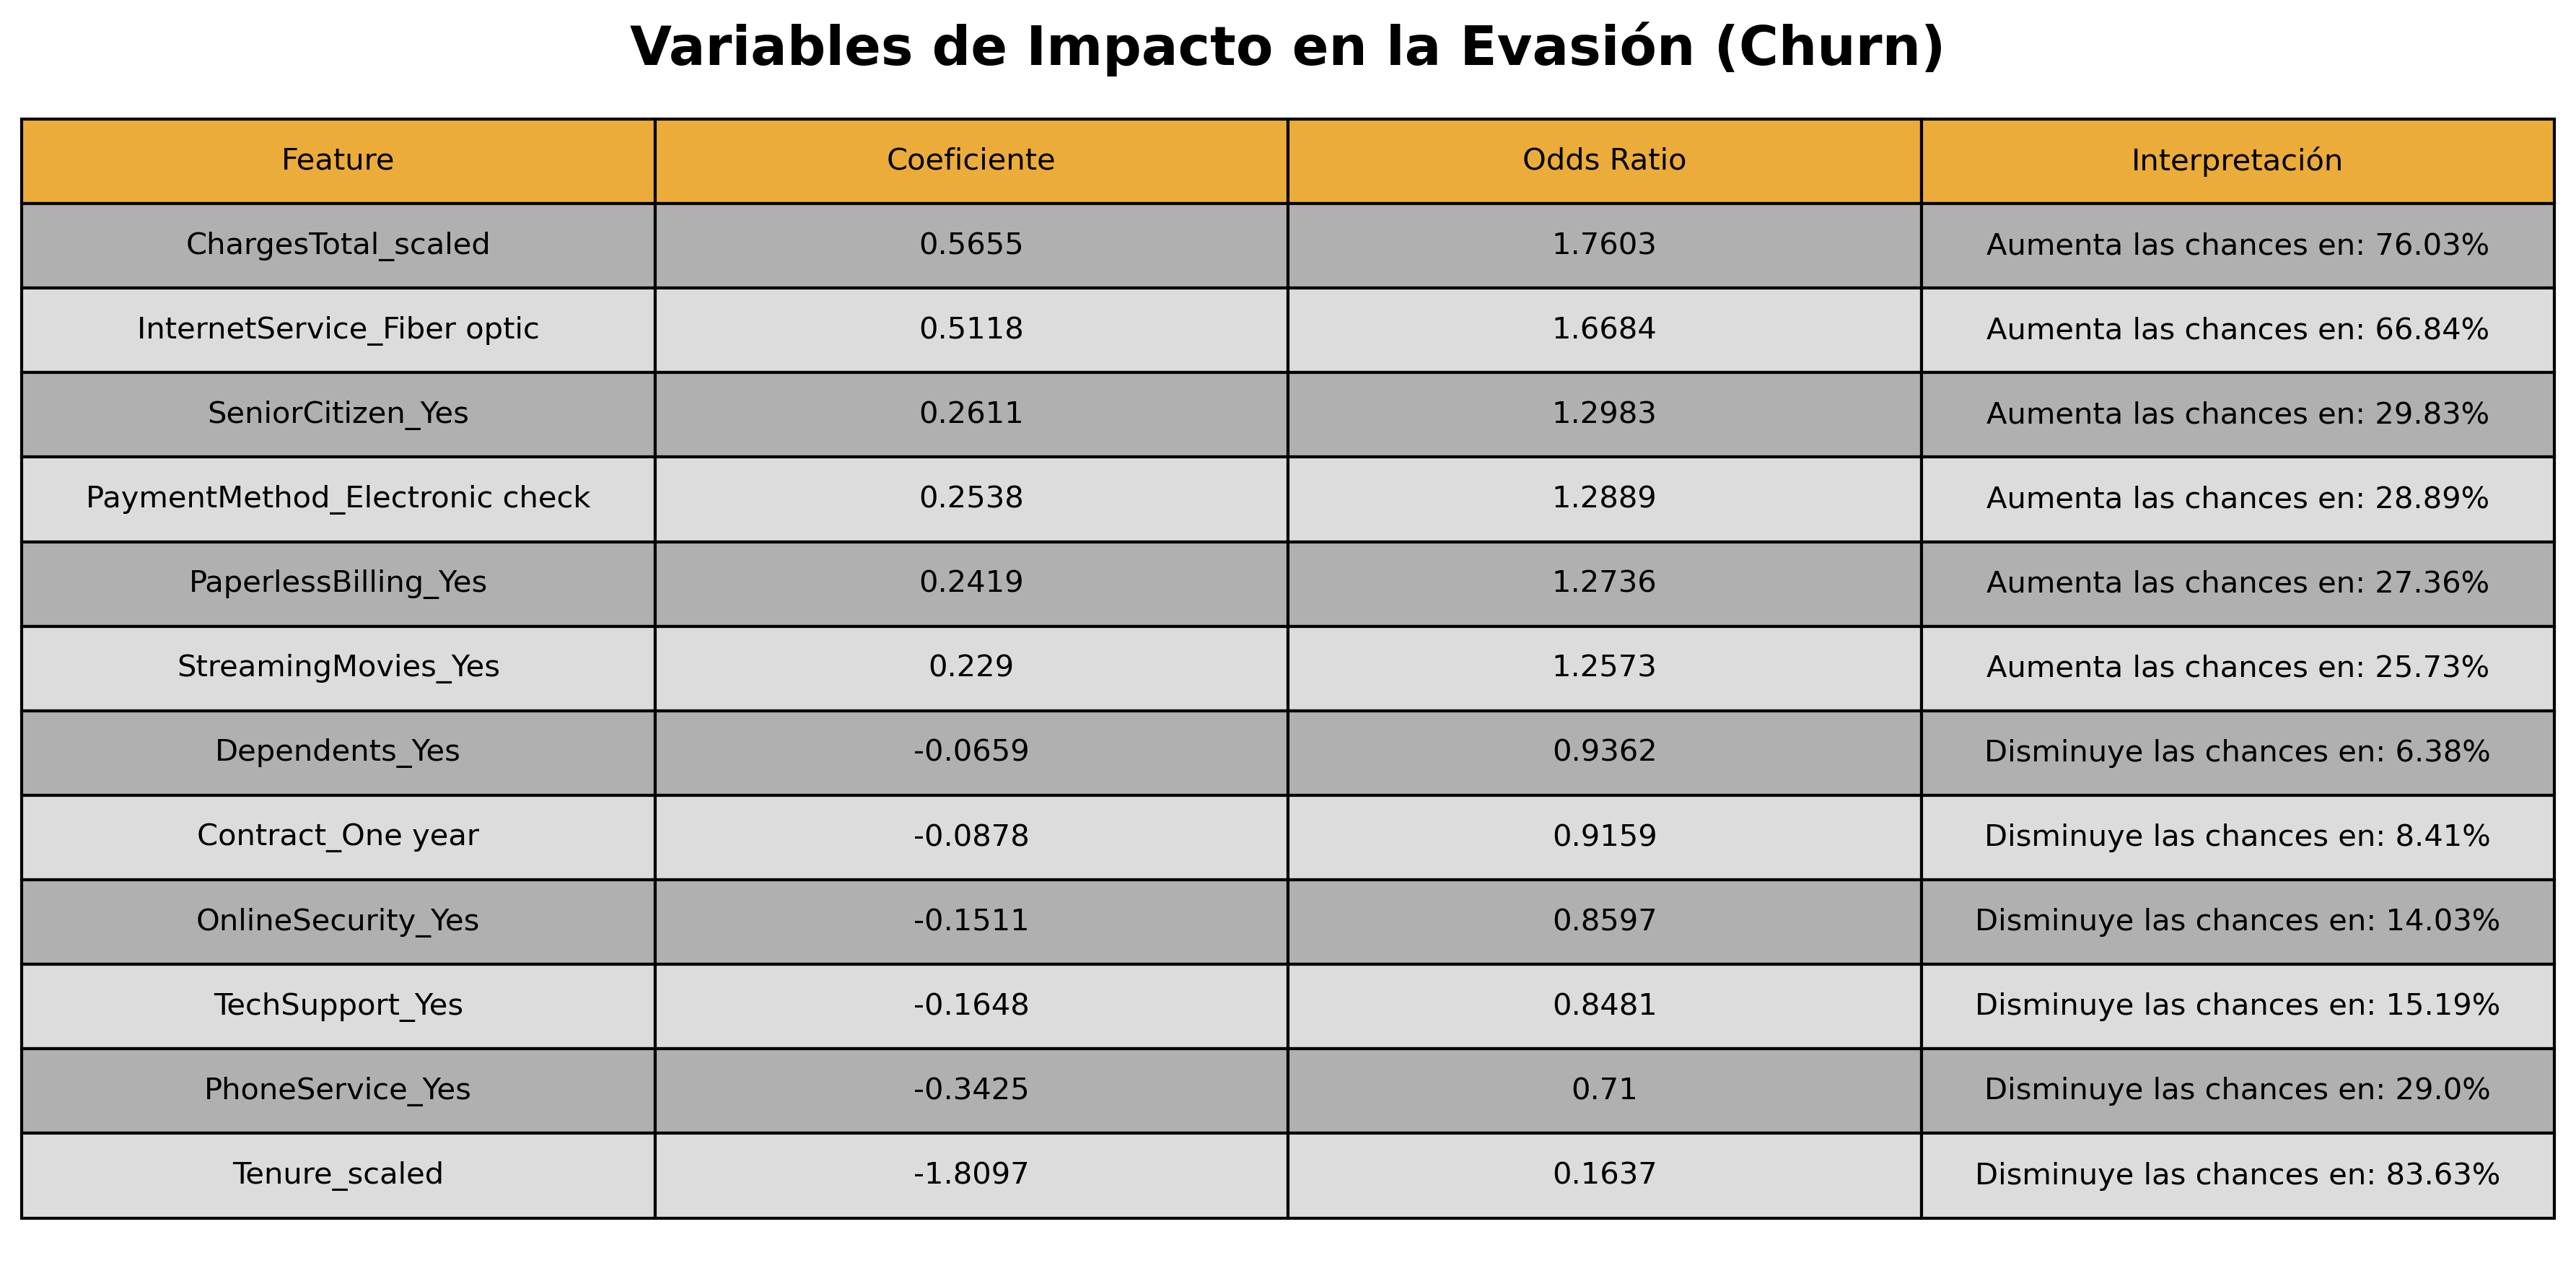 Variables de Impacto en la Evasión (Churn)
Feature Coeficiente Odds Ratio Interpretación
ChargesTotal_scaled 0.5655 1.7603 Aumenta las chances en: 76.03%
InternetService_Fiber optic 0.5118 1.6684 Aumenta las chances en: 66.84%
SeniorCitizen_Yes 0.2611 1.2983 Aumenta las chances en: 29.83%
PaymentMethod_Electronic check 0.2538 1.2889 Aumenta las chances en: 28.89%
PaperlessBilling_Yes 0.2419 1.2736 Aumenta las chances en: 27.36%
StreamingMovies_Yes 0.229 1.2573 Aumenta las chances en: 25.73%
Dependents_Yes -0.0659 0.9362 Disminuye las chances en: 6.38%
Contract_One year -0.0878 0.9159 Disminuye las chances en: 8.41%
OnlineSecurity_Yes -0.1511 0.8597 Disminuye las chances en: 14.03%
TechSupport_Yes -0.1648 0.8481 Disminuye las chances en: 15.19%
PhoneService_Yes -0.3425 0.71 Disminuye las chances en: 29.0%
Tenure_scaled -1.8097 0.1637 Disminuye las chances en: 83.63%